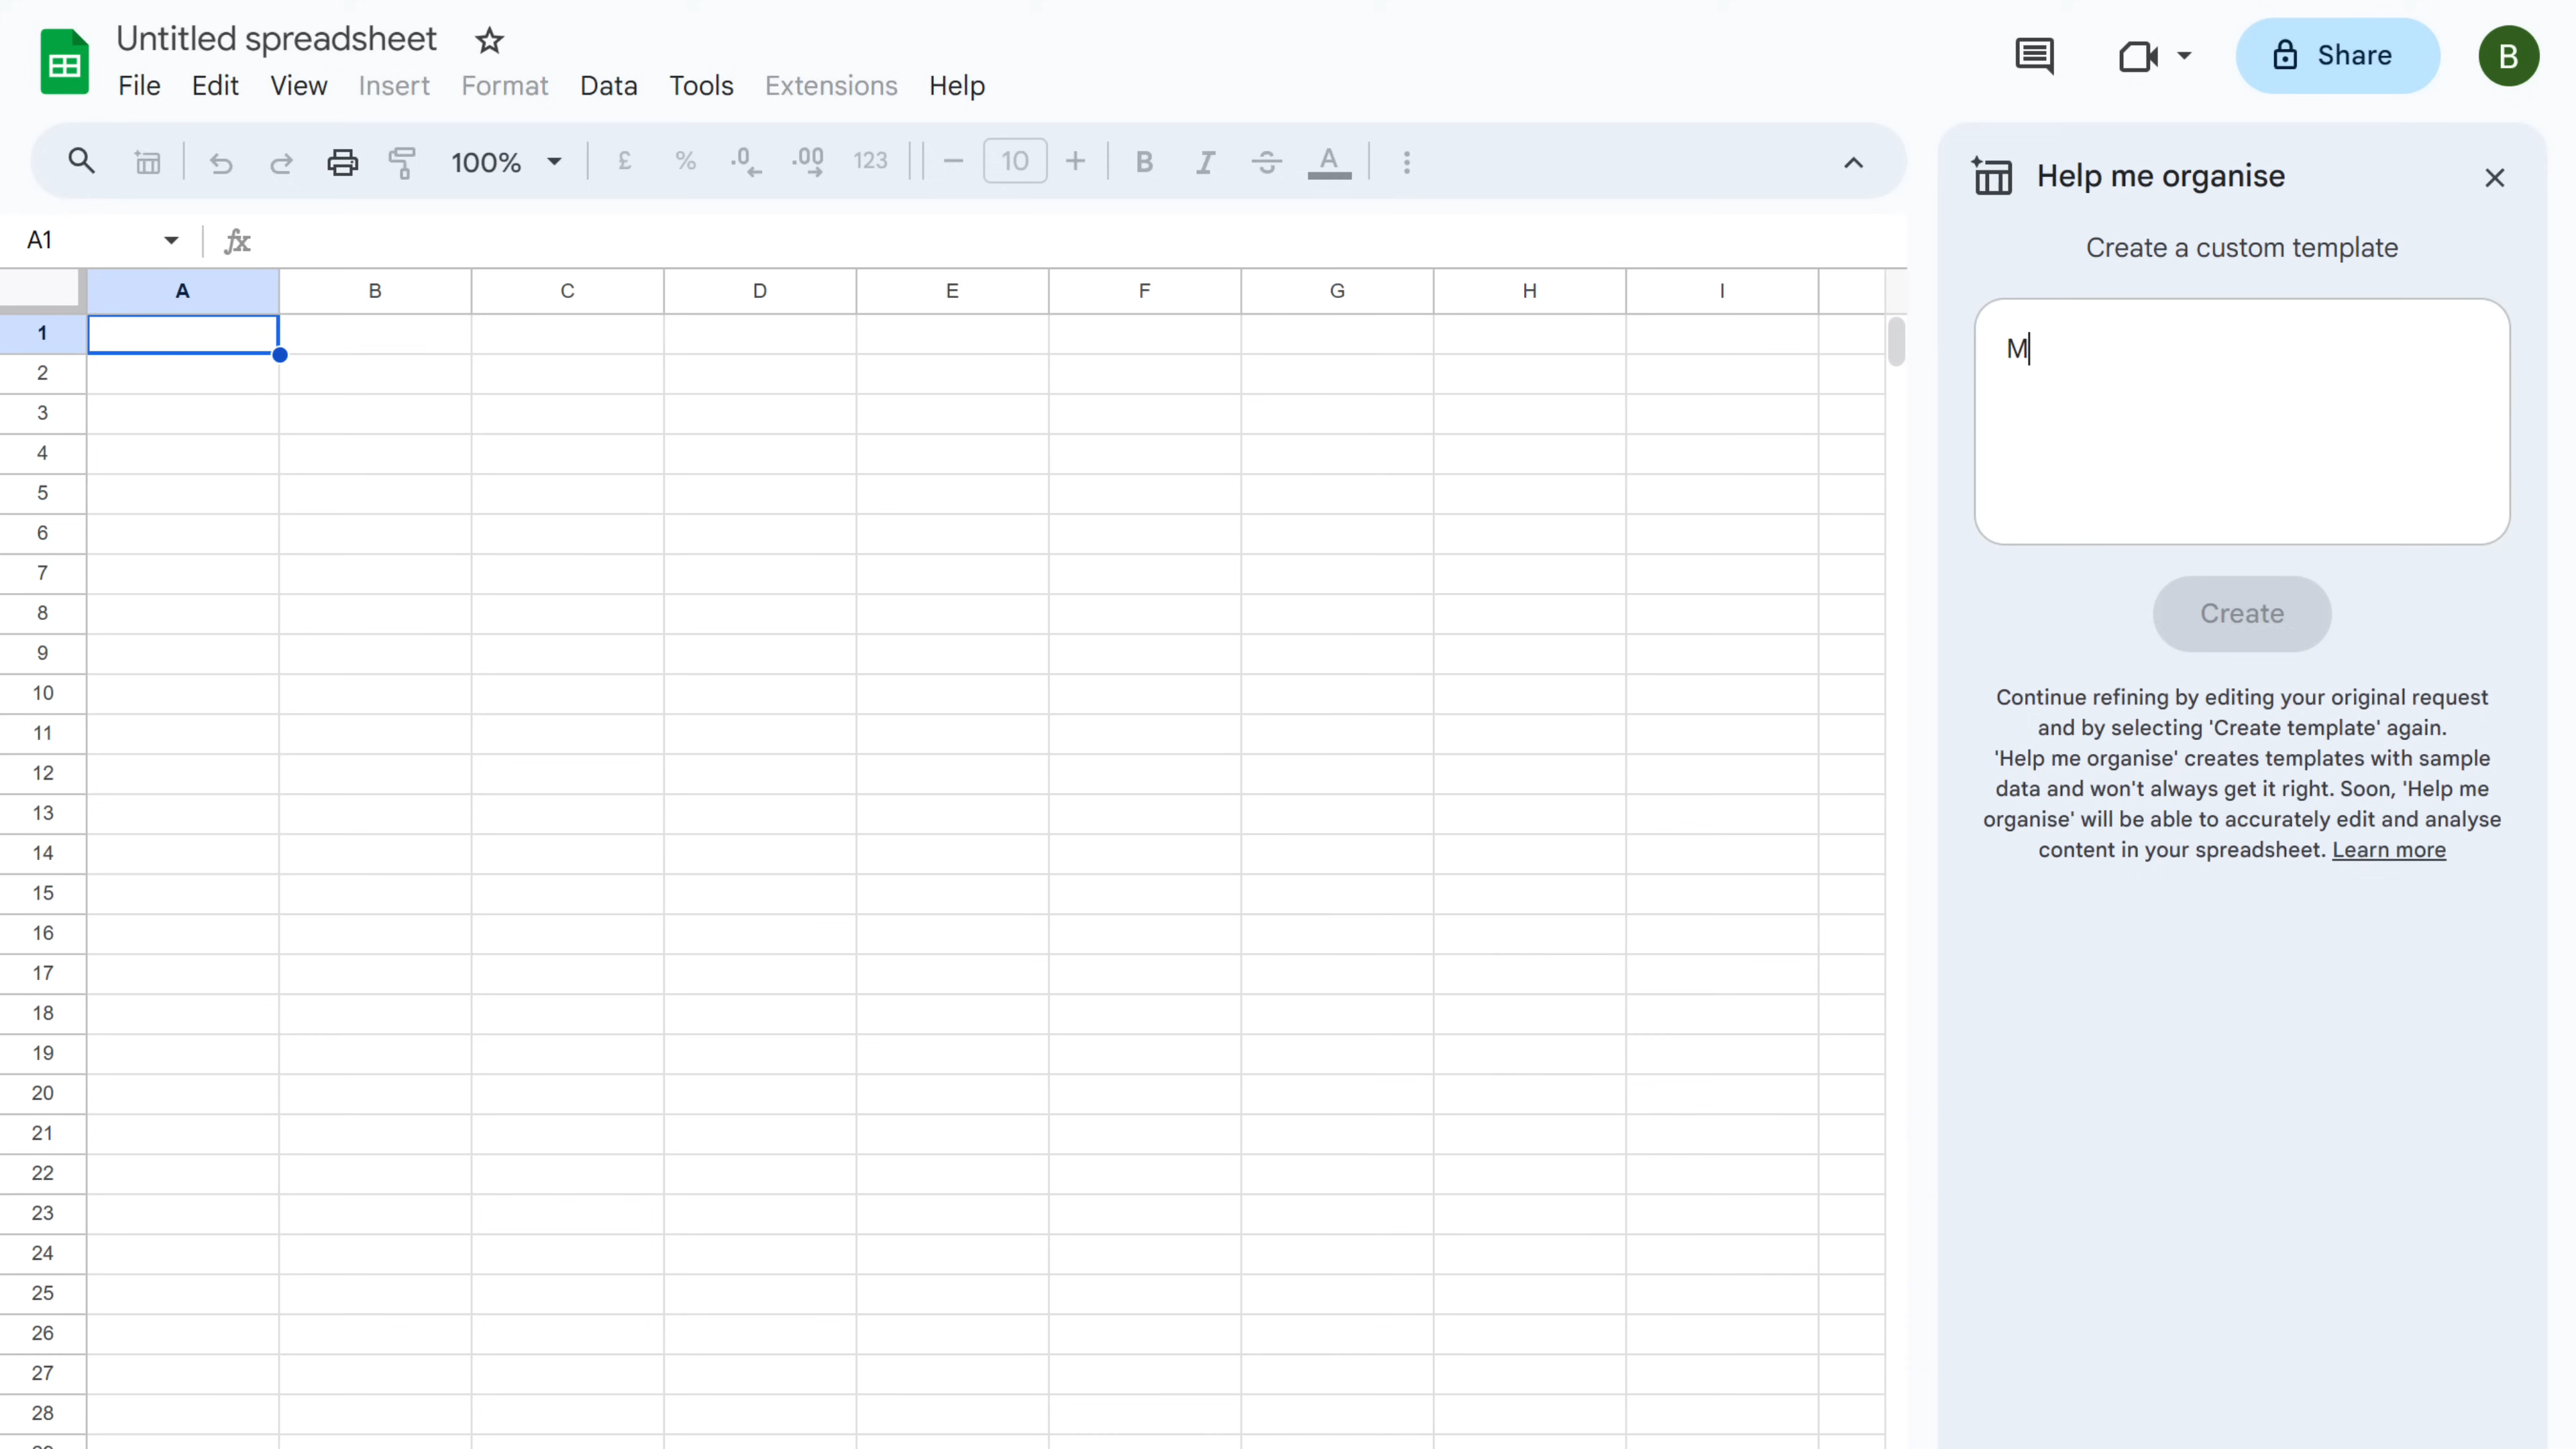 Untitled spreadsheet
File Edit View Insert Format Data Tools Extensions Help
Share
B
100% £ % .0 .00 123 10 B I S A
A1 fx
A B C D E F G H I
1
2
3
4
5
6
7
8
9
10
11
12
13
14
15
16
17
18
19
20
21
22
23
24
25
26
27
28
Help me organise
Create a custom template
M
Create
Continue refining by editing your original request
and by selecting 'Create template' again.
'Help me organise' creates templates with sample
data and won't always get it right. Soon, 'Help me
organise' will be able to accurately edit and analyse
content in your spreadsheet. Learn more